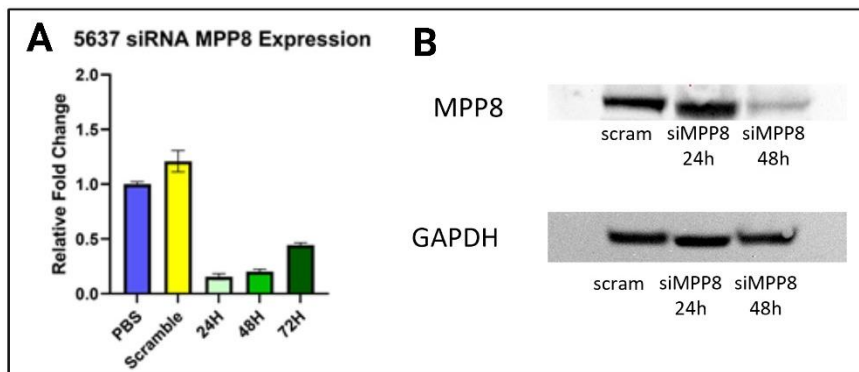 A
5637 siRNA MPP8 Expression
Relative Fold Change
2.0
1.5
1.0
0.5
0.0
PBS
Scramble
24H
48H
72H
B
MPP8
scram siMPP8 siMPP8
24h 48h
GAPDH
scram siMPP8 siMPP8
24h 48h